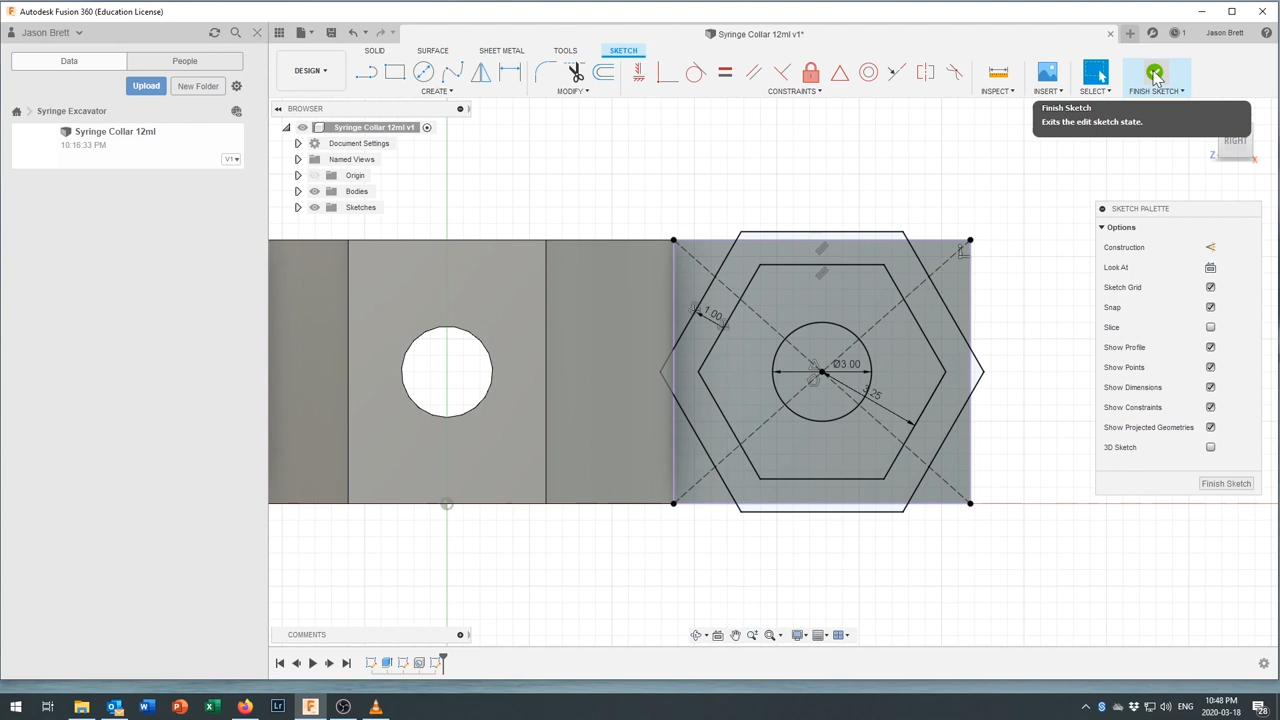 Autodesk Fusion 360 (Education License)
Jason Brett
Syringe Collar 12ml v1*
1
Jason Brett
Data
People
Upload
New Folder
Syringe Excavator
Syringe Collar 12ml
10:16:33 PM
V1
DESIGN
SOLID
SURFACE
SHEET METAL
TOOLS
SKETCH
CREATE
MODIFY
CONSTRAINTS
INSPECT
INSERT
SELECT
FINISH SKETCH
Finish Sketch
Exits the edit sketch state.
RIGHT
Z
X
BROWSER
Syringe Collar 12ml v1
Document Settings
Named Views
Origin
Bodies
Sketches
1.00
Ø3.00
3.25
SKETCH PALETTE
Options
Construction
Look At
Sketch Grid
Snap
Slice
Show Profile
Show Points
Show Dimensions
Show Constraints
Show Projected Geometries
3D Sketch
Finish Sketch
COMMENTS
ENG
10:48 PM
2020-03-18
28